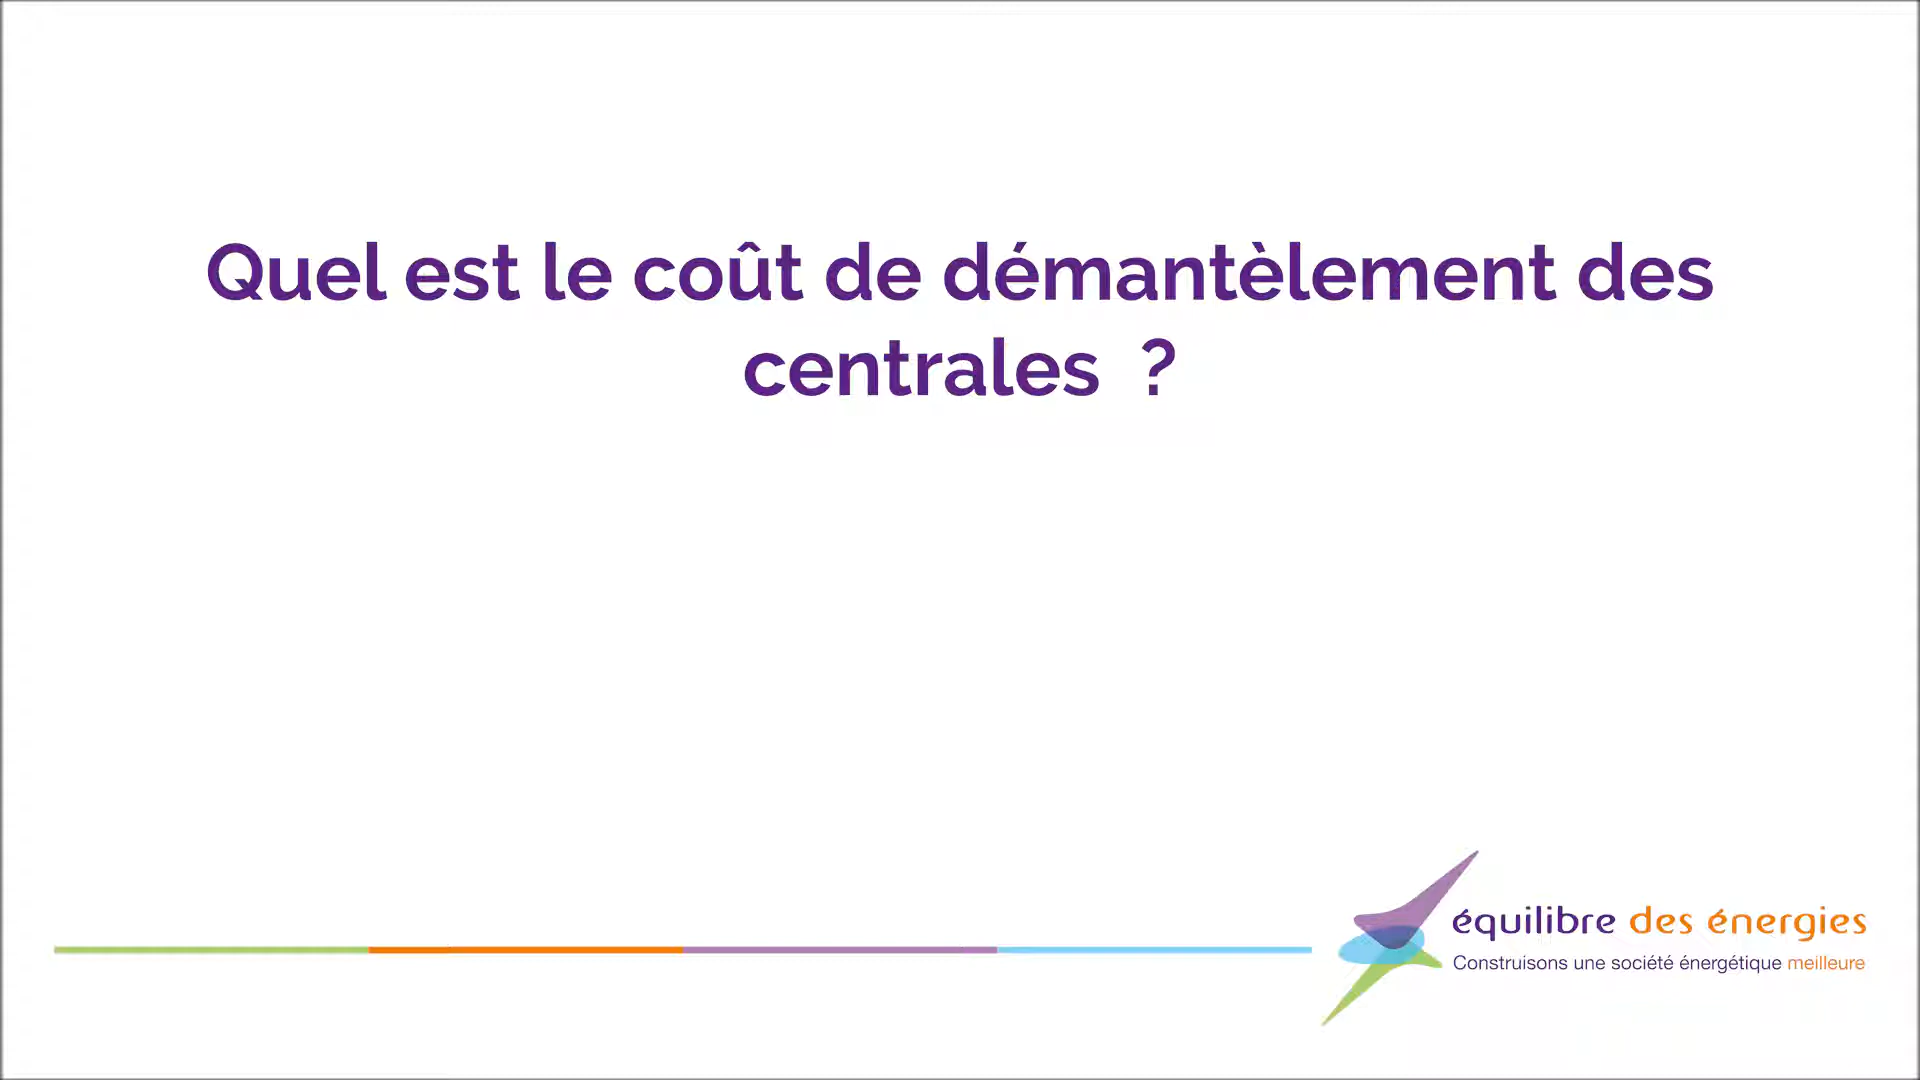 Quel est le coût de démantèlement des
centrales ?
équilibre des énergies
Construisons une société énergétique meilleure